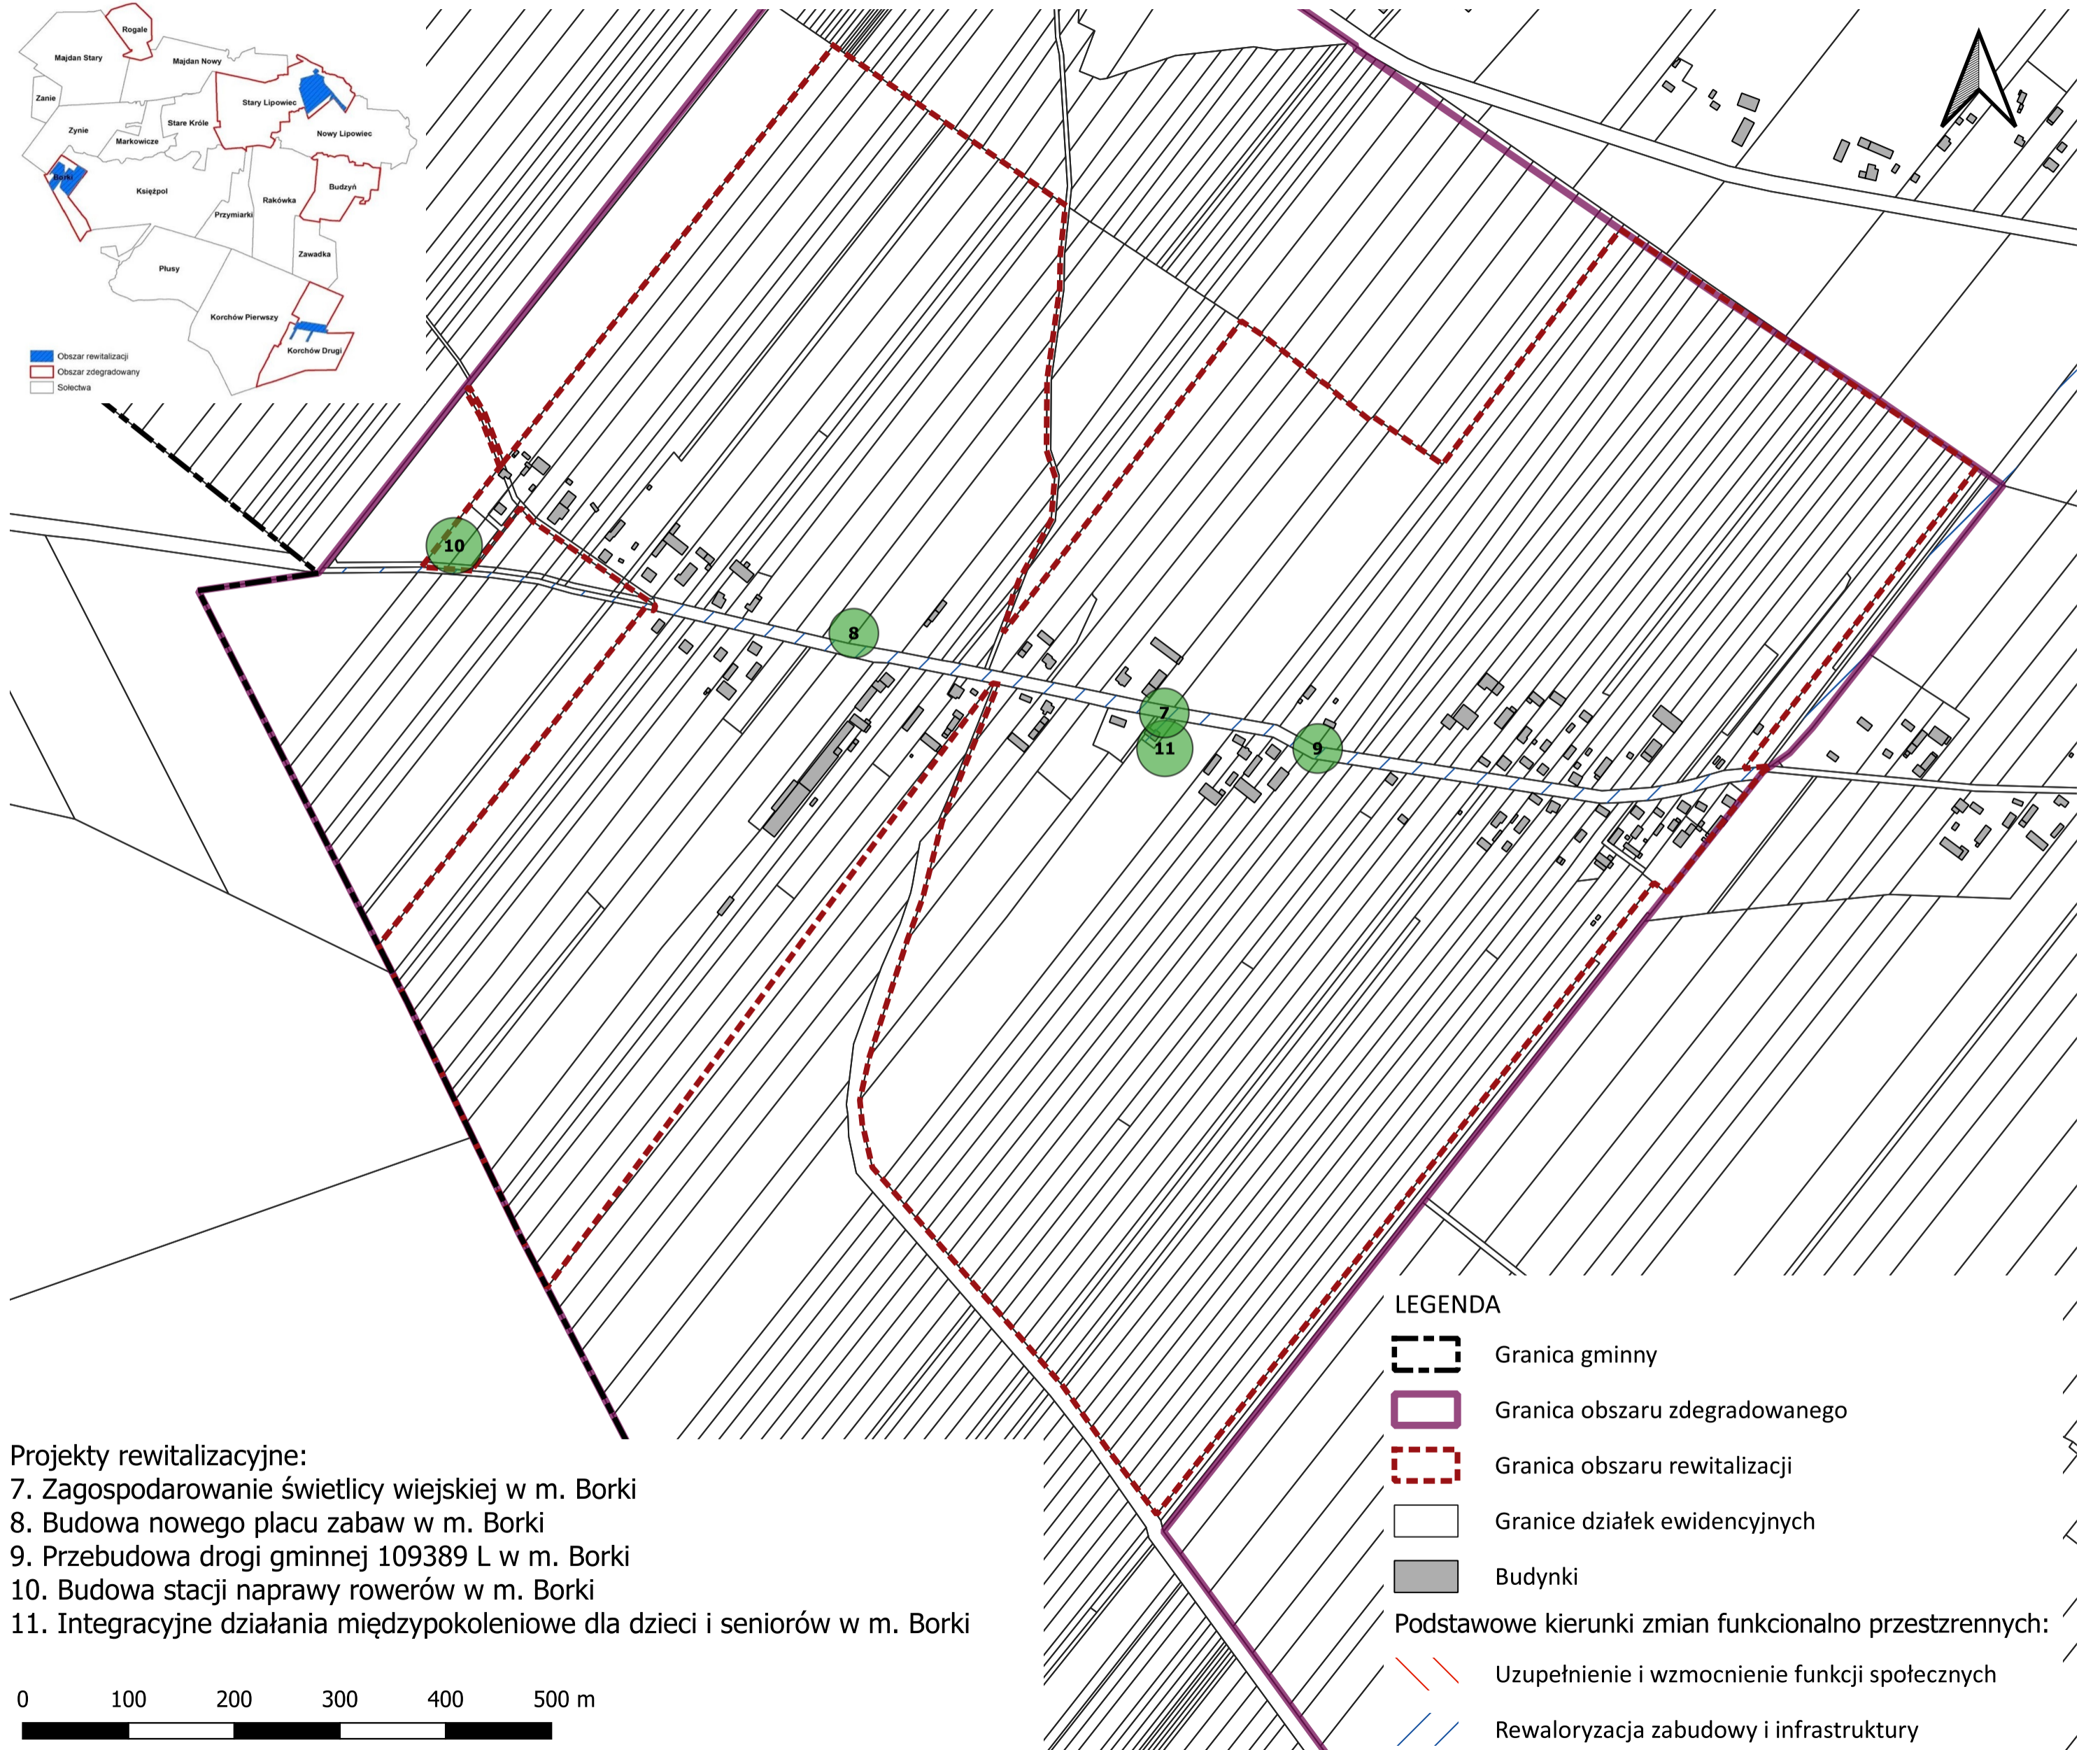 Rogale
Majdan Stary
Majdan Nowy
Zanie
Stary Lipowiec
Stare Króle
Zynie
Nowy Lipowiec
Markowicze
Borki
Księżpol
Budzyń
Rakówka
Przymiarki
Zawadka
Płusy
Korchów Pierwszy
Korchów Drugi
Obszar rewitalizacji
Obszar zdegradowany
Sołectwa
10
8
7
11
9
LEGENDA
Granica gminny
Granica obszaru zdegradowanego
Granica obszaru rewitalizacji
Granice działek ewidencyjnych
Budynki
Podstawowe kierunki zmian funkcjonalno przestzrennych:
Uzupełnienie i wzmocnienie funkcji społecznych
Rewaloryzacja zabudowy i infrastruktury
Projekty rewitalizacyjne:
7. Zagospodarowanie świetlicy wiejskiej w m. Borki
8. Budowa nowego placu zabaw w m. Borki
9. Przebudowa drogi gminnej 109389 L w m. Borki
10. Budowa stacji naprawy rowerów w m. Borki
11. Integracyjne działania międzypokoleniowe dla dzieci i seniorów w m. Borki
0 100 200 300 400 500 m